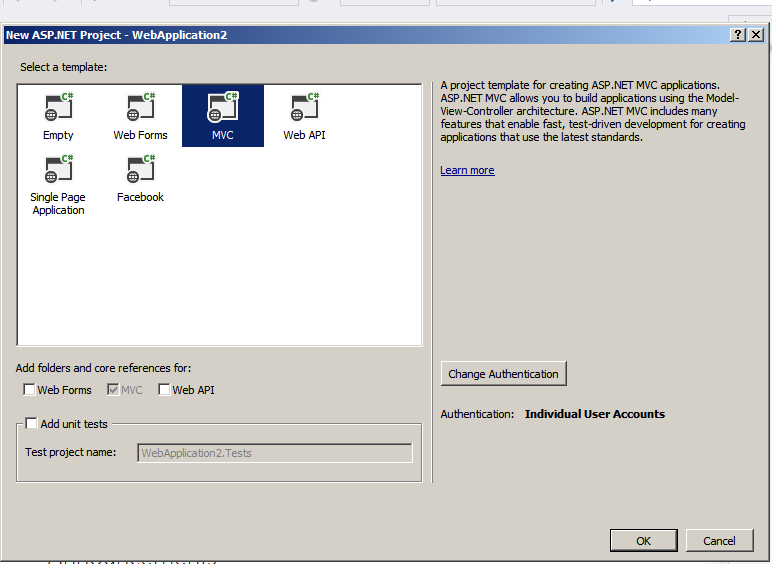 New ASP.NET Project - WebApplication2
Select a template:
C# C# C# C#
Empty Web Forms MVC Web API
C# C#
Single Page Application Facebook
A project template for creating ASP.NET MVC applications.
ASP.NET MVC allows you to build applications using the Model-
View-Controller architecture. ASP.NET MVC includes many
features that enable fast, test-driven development for creating
applications that use the latest standards.
Learn more
Add folders and core references for:
Web Forms MVC Web API
Add unit tests
Test project name: WebApplication2.Tests
Change Authentication
Authentication: Individual User Accounts
OK Cancel